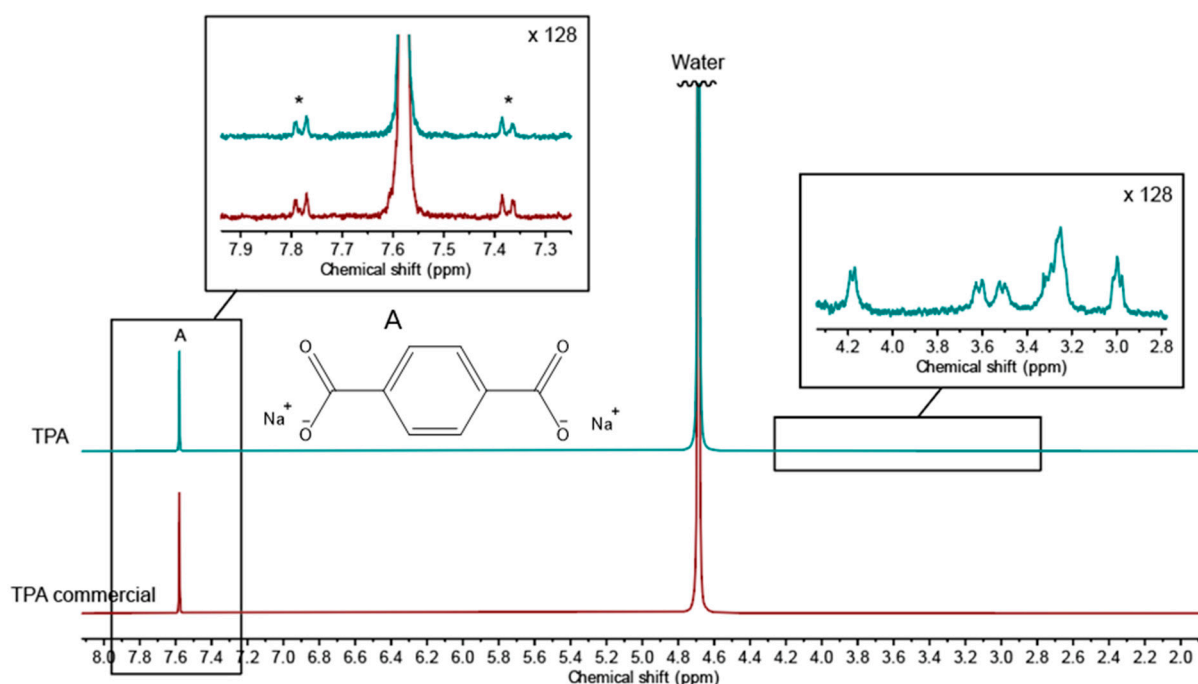 x 128
* *
7.9 7.8 7.7 7.6 7.5 7.4 7.3
Chemical shift (ppm)
Water
x 128
4.2 4.0 3.8 3.6 3.4 3.2 3.0 2.8
Chemical shift (ppm)
A
A
O O
Na+ O- O- Na+
TPA
TPA commercial
8.0 7.8 7.6 7.4 7.2 7.0 6.8 6.6 6.4 6.2 6.0 5.8 5.6 5.4 5.2 5.0 4.8 4.6 4.4 4.2 4.0 3.8 3.6 3.4 3.2 3.0 2.8 2.6 2.4 2.2 2.0
Chemical shift (ppm)